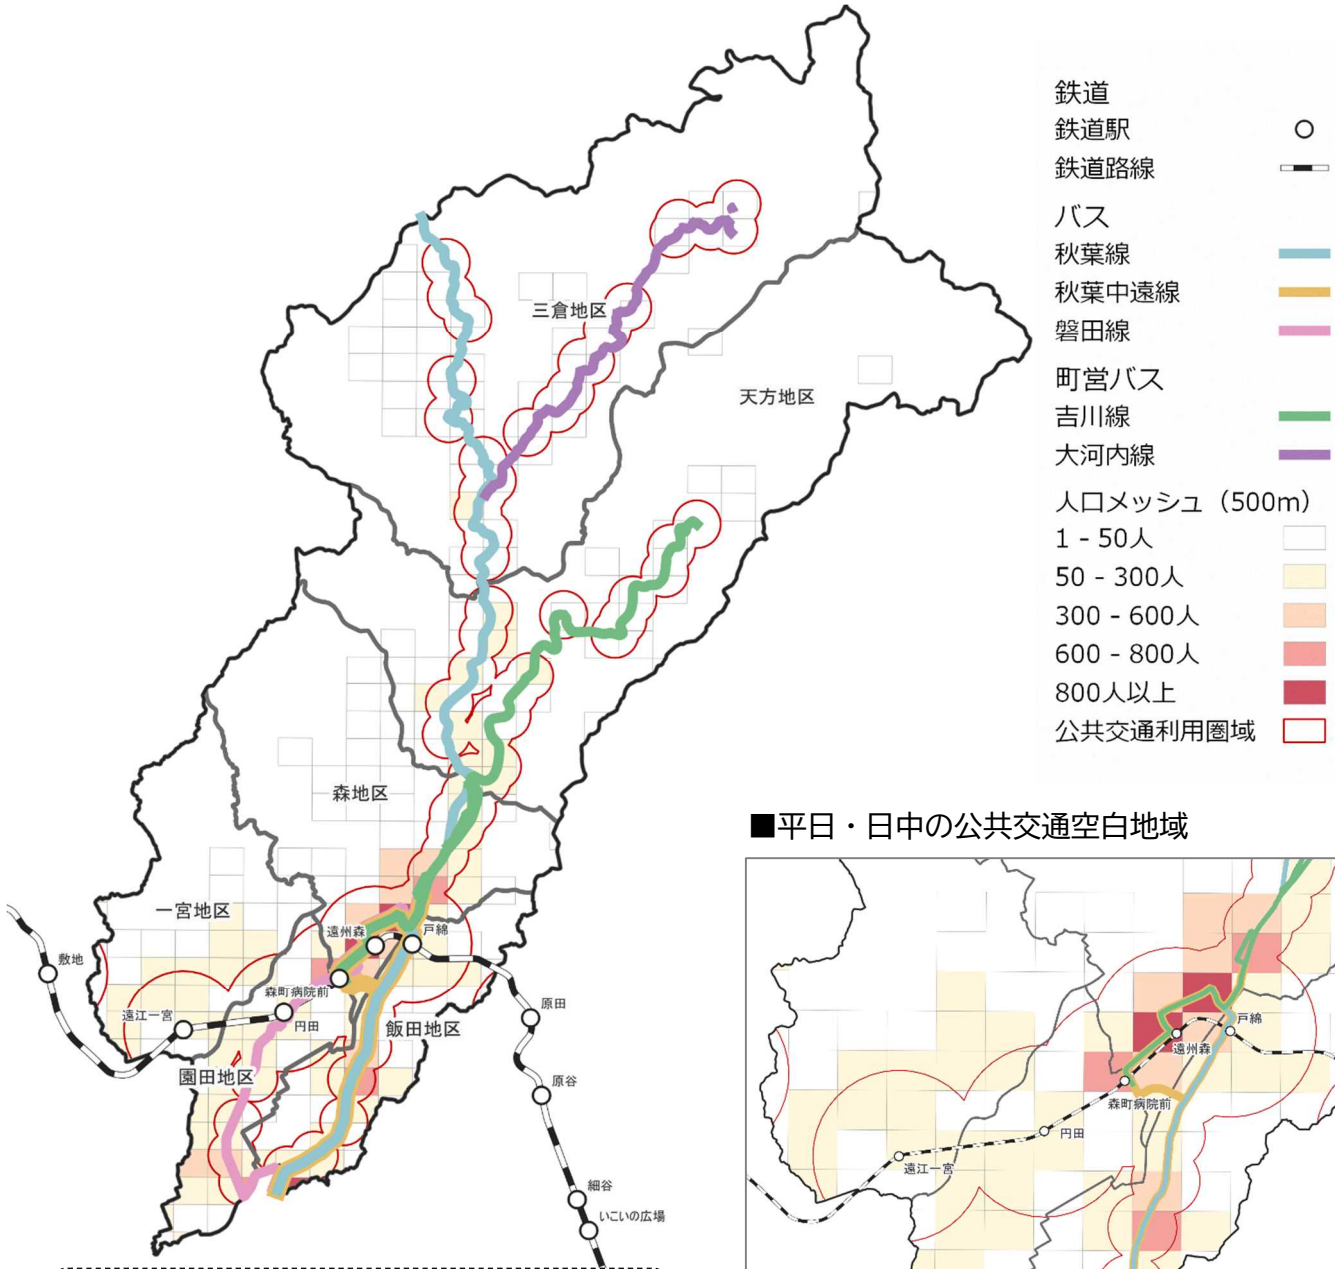 鉄道
鉄道駅
鉄道路線
バス
秋葉線
秋葉中遠線
磐田線
町営バス
吉川線
大河内線
人口メッシュ（500m）
1 - 50人
50 - 300人
300 - 600人
600 - 800人
800人以上
公共交通利用圏域
三倉地区
天方地区
森地区
一宮地区
遠州森
戸綿
敷地
森町病院前
原田
遠江一宮
円田
飯田地区
園田地区
原谷
細谷
いこいの広場
■平日・日中の公共交通空白地域
戸綿
遠州森
森町病院前
円田
遠江一宮